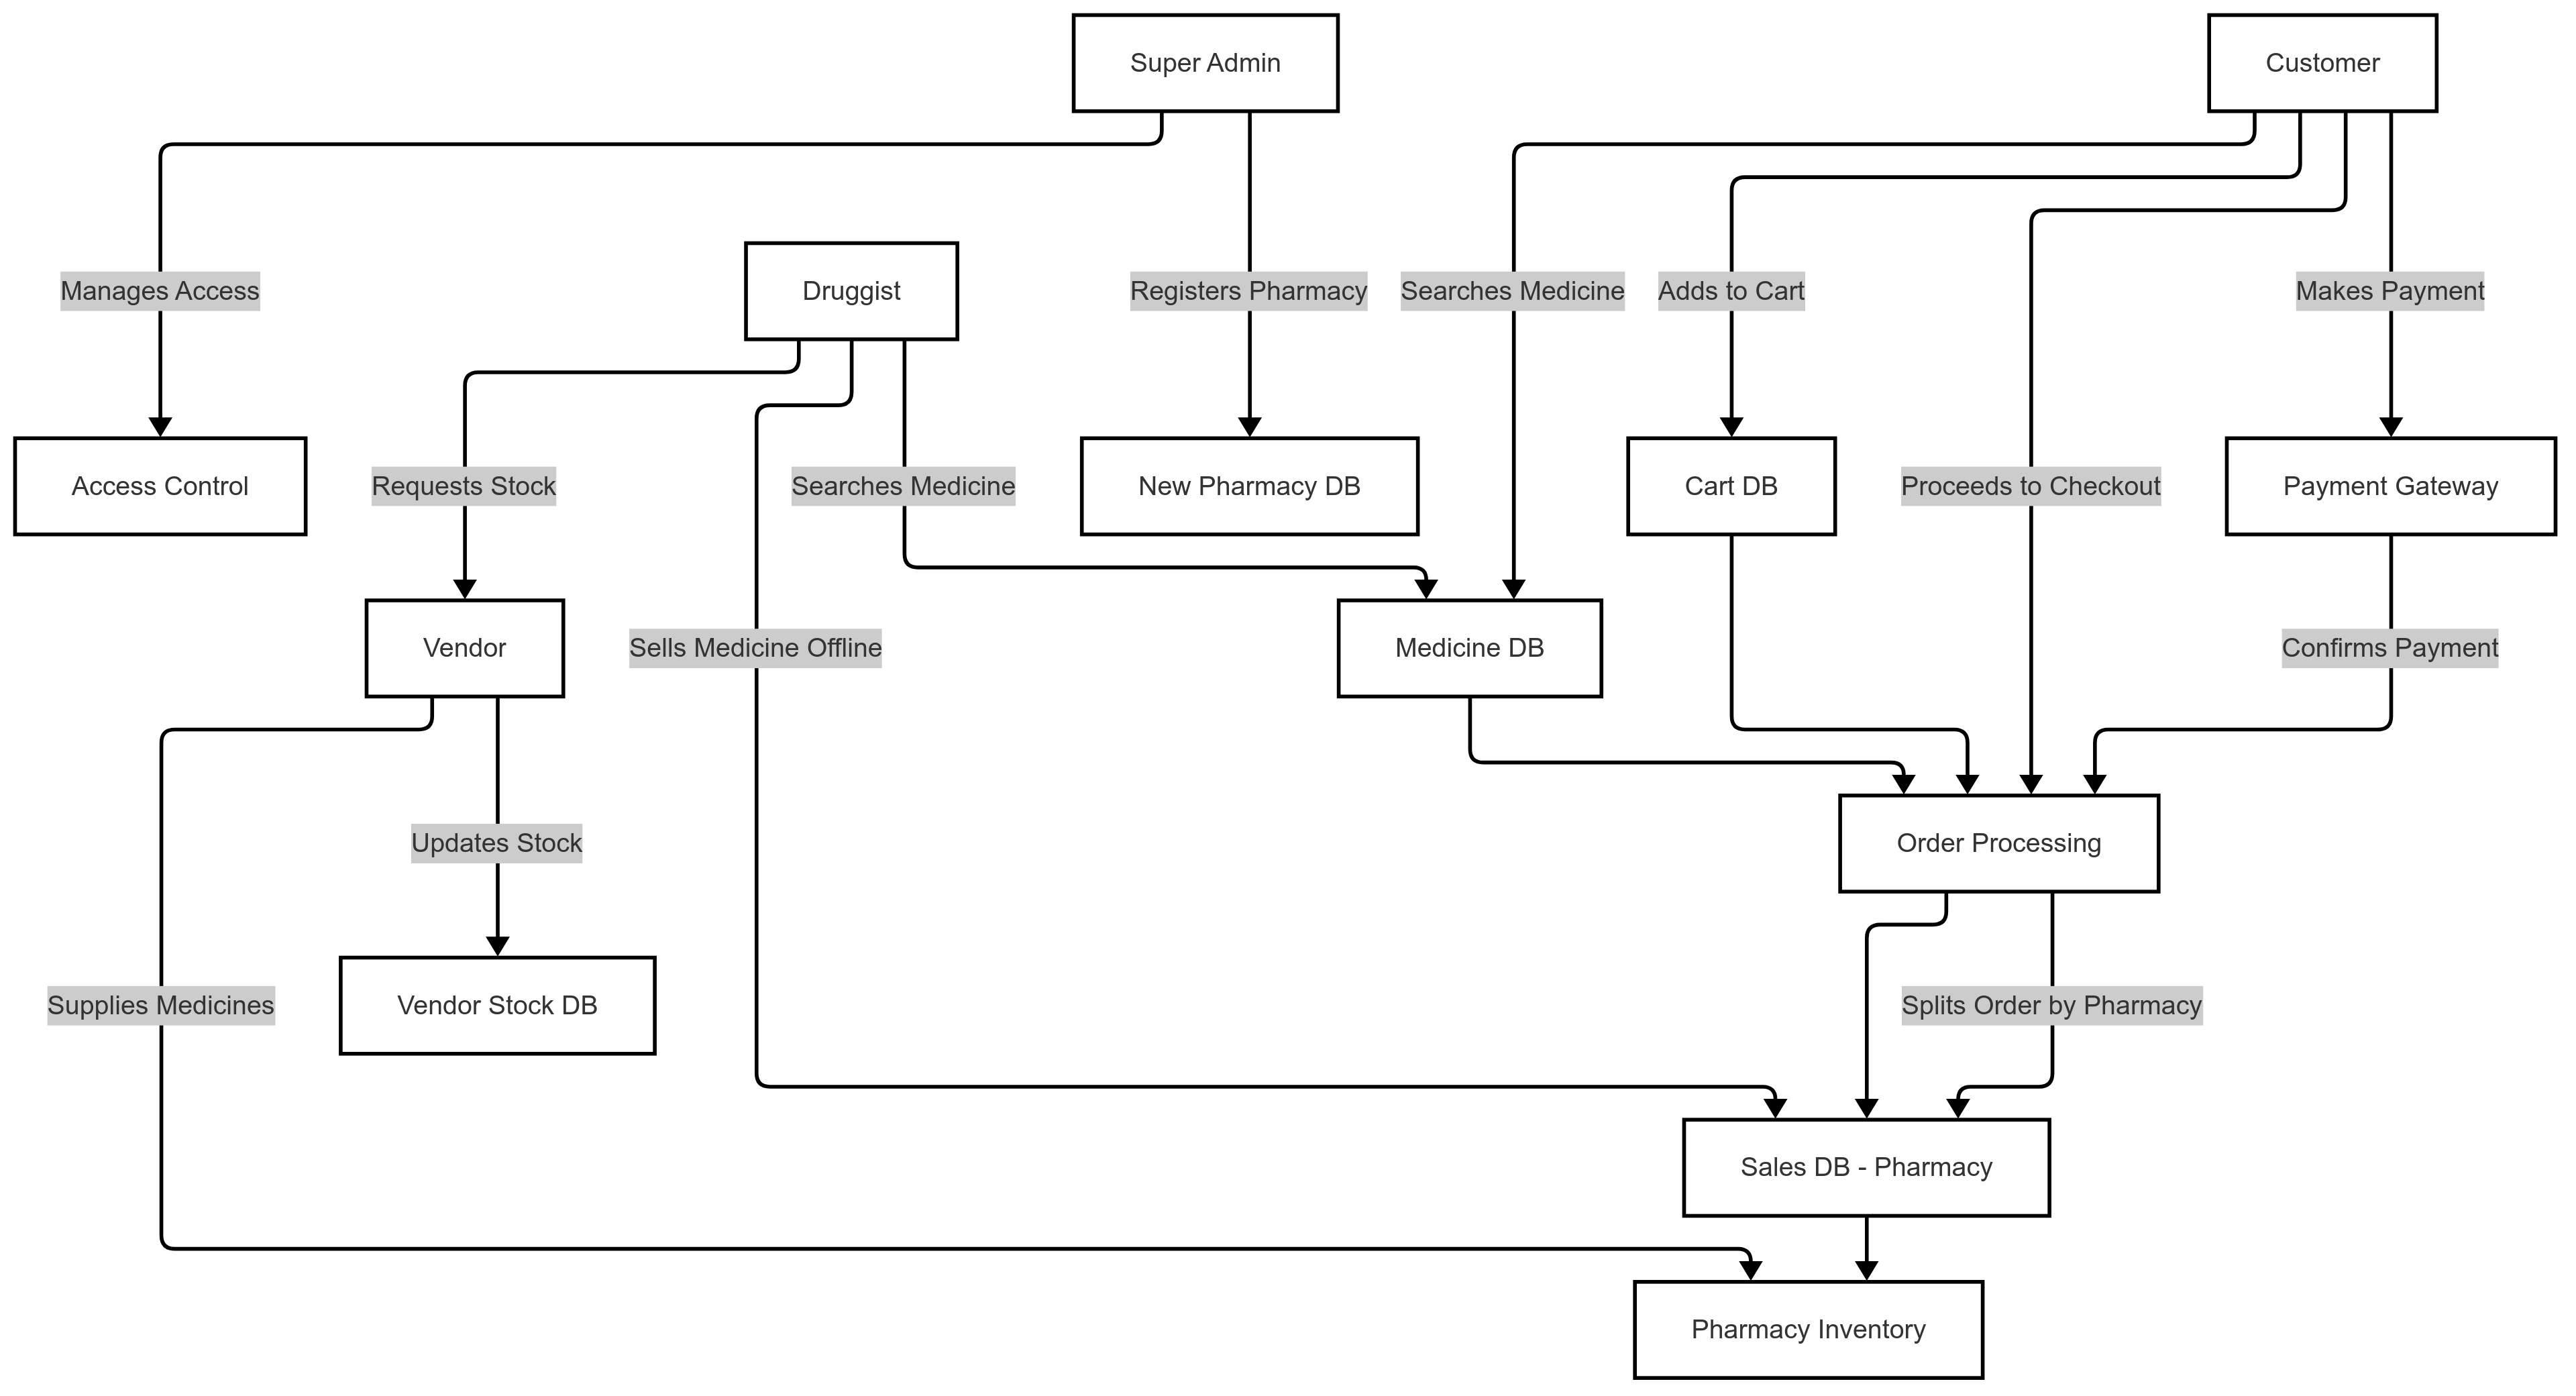 Super Admin
Customer
Manages Access
Druggist
Registers Pharmacy
Searches Medicine
Adds to Cart
Makes Payment
Access Control
Requests Stock
Searches Medicine
New Pharmacy DB
Cart DB
Proceeds to Checkout
Payment Gateway
Vendor
Sells Medicine Offline
Medicine DB
Confirms Payment
Updates Stock
Order Processing
Supplies Medicines
Vendor Stock DB
Splits Order by Pharmacy
Sales DB - Pharmacy
Pharmacy Inventory